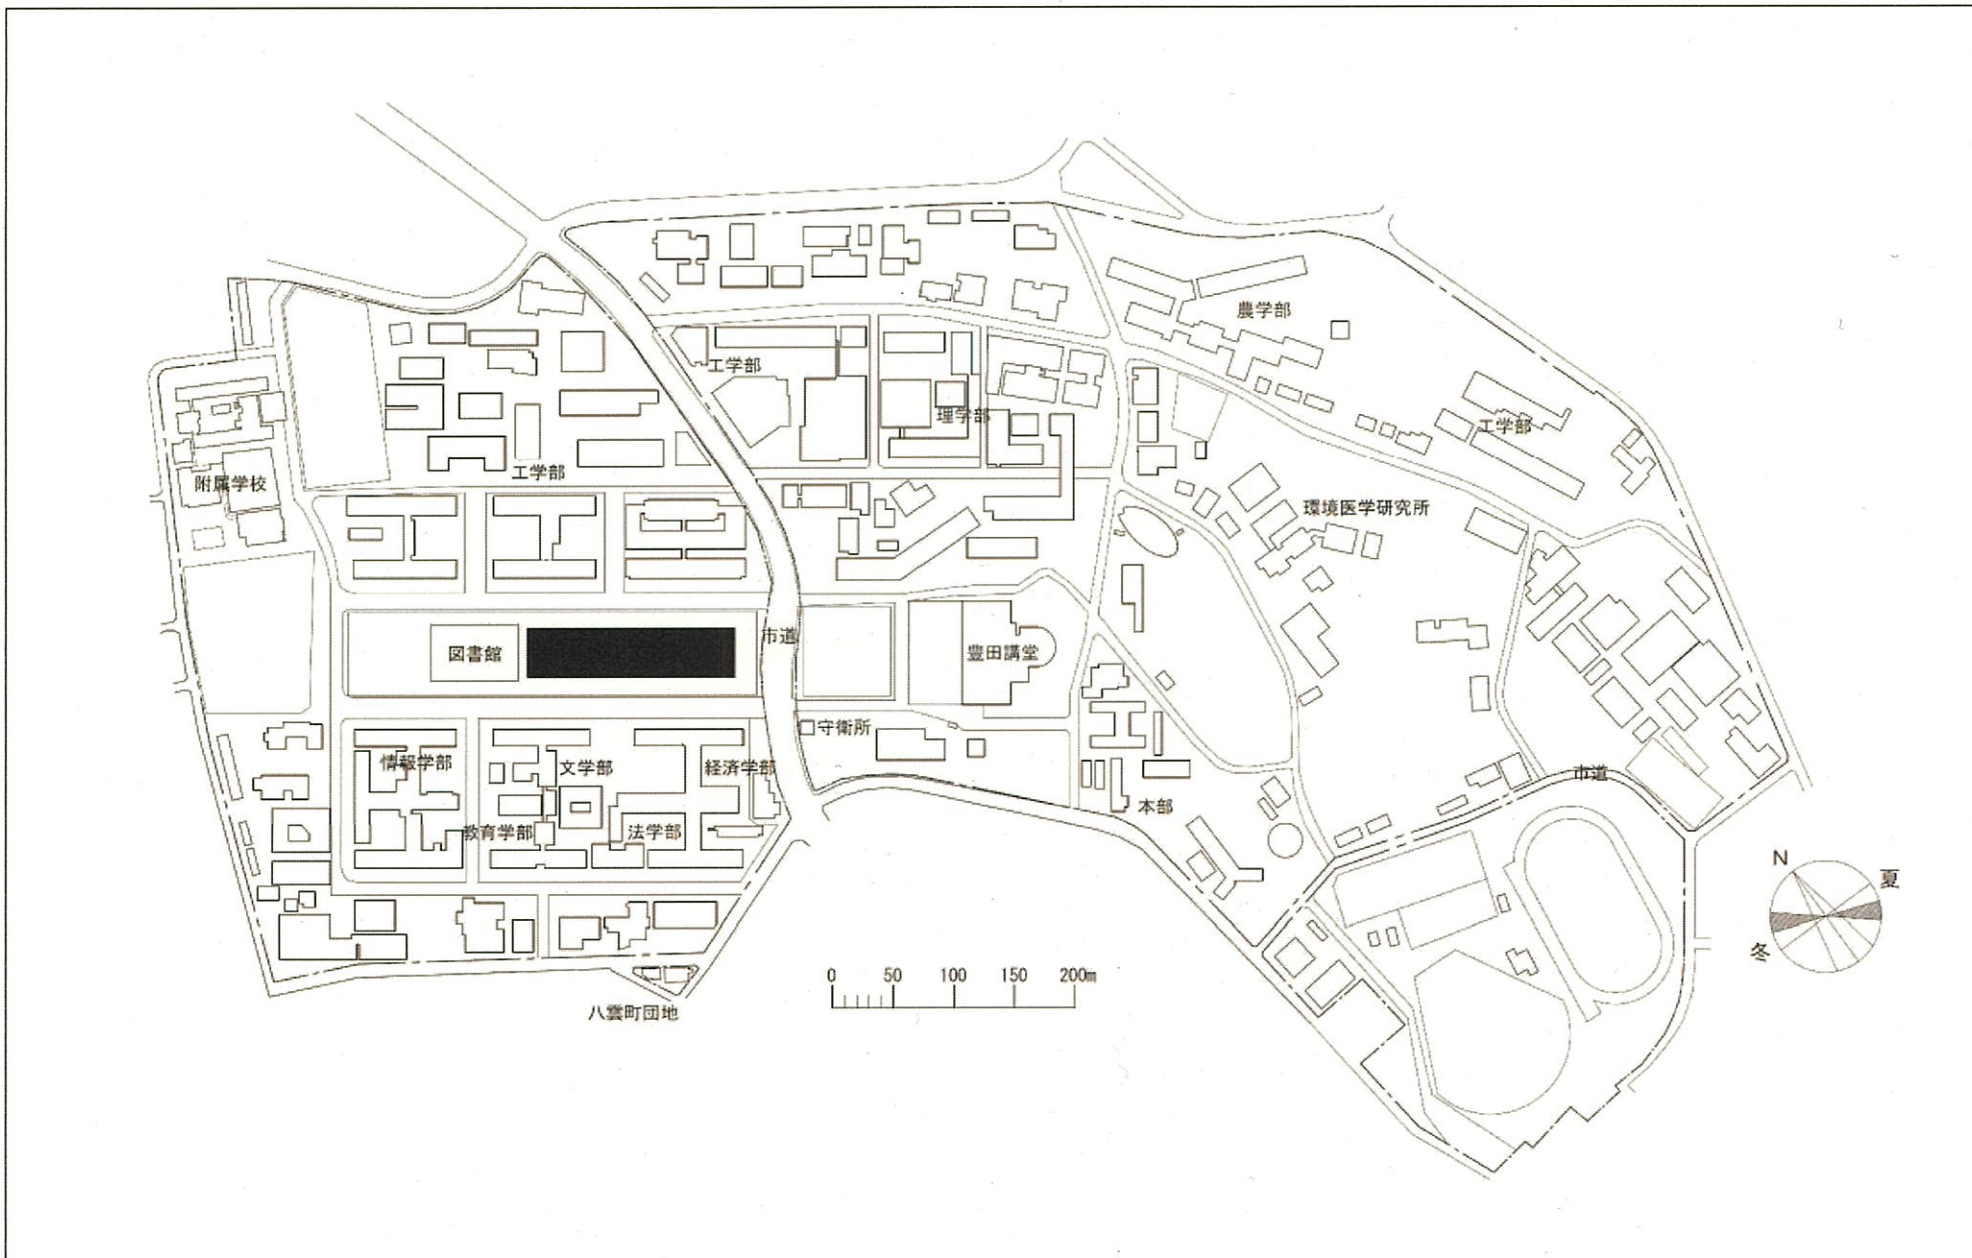 農学部
工学部
理学部
工学部
工学部
附属学校
環境医学研究所
市道
図書館
豊田講堂
守衛所
情報学部
文学部
経済学部
市道
本部
教育学部
法学部
N
夏
冬
0 50 100 150 200m
八雲町団地